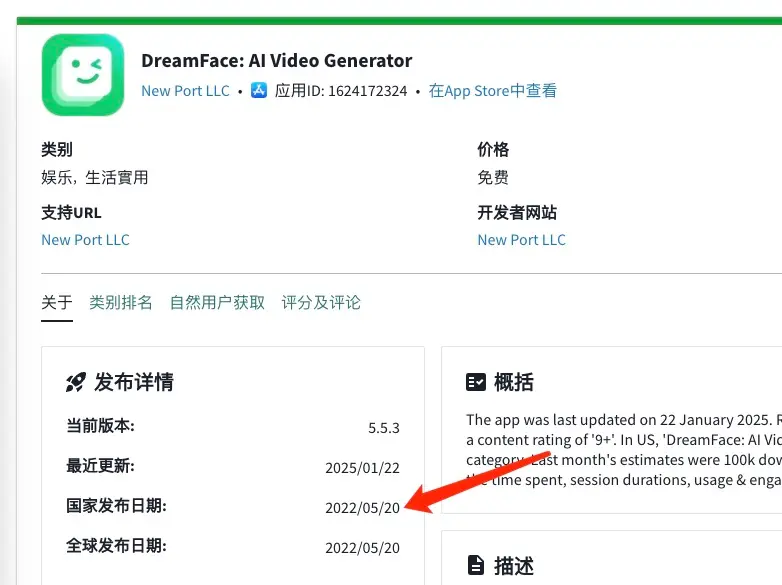 DreamFace: AI Video Generator
New Port LLC • 应用ID: 1624172324 • 在App Store中查看
类别
娱乐, 生活實用
价格
免费
支持URL
New Port LLC
开发者网站
New Port LLC
关于 类别排名 自然用户获取 评分及评论
发布详情
当前版本: 5.5.3
最近更新: 2025/01/22
国家发布日期: 2022/05/20
全球发布日期: 2022/05/20
概括
The app was last updated on 22 January 2025. R
a content rating of '9+'. In US, 'DreamFace: AI Vid
category. Last month's estimates were 100k dow
the time spent, session durations, usage & enga
描述